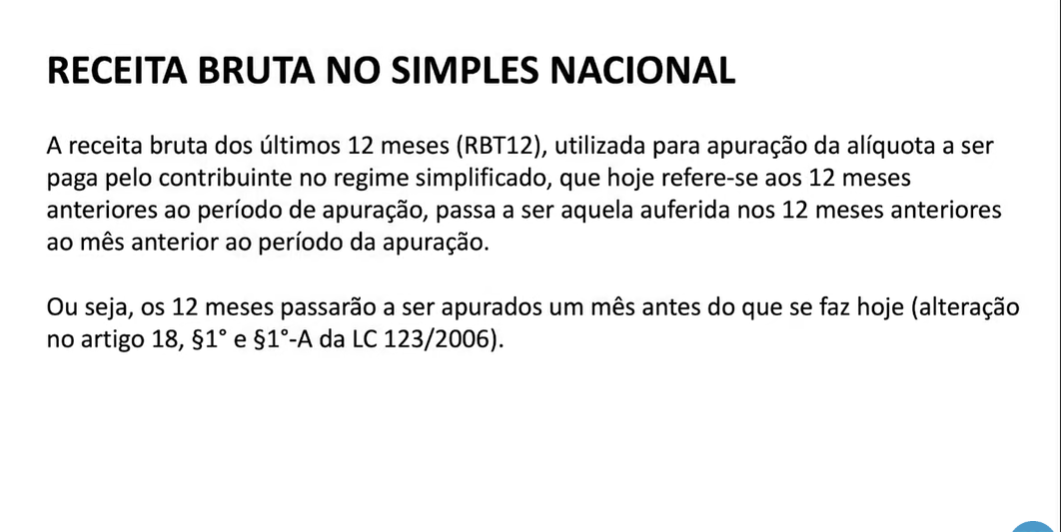 RECEITA BRUTA NO SIMPLES NACIONAL
A receita bruta dos últimos 12 meses (RBT12), utilizada para apuração da alíquota a ser
paga pelo contribuinte no regime simplificado, que hoje refere-se aos 12 meses
anteriores ao período de apuração, passa a ser aquela auferida nos 12 meses anteriores
ao mês anterior ao período da apuração.
Ou seja, os 12 meses passarão a ser apurados um mês antes do que se faz hoje (alteração
no artigo 18, §1° e §1°-A da LC 123/2006).